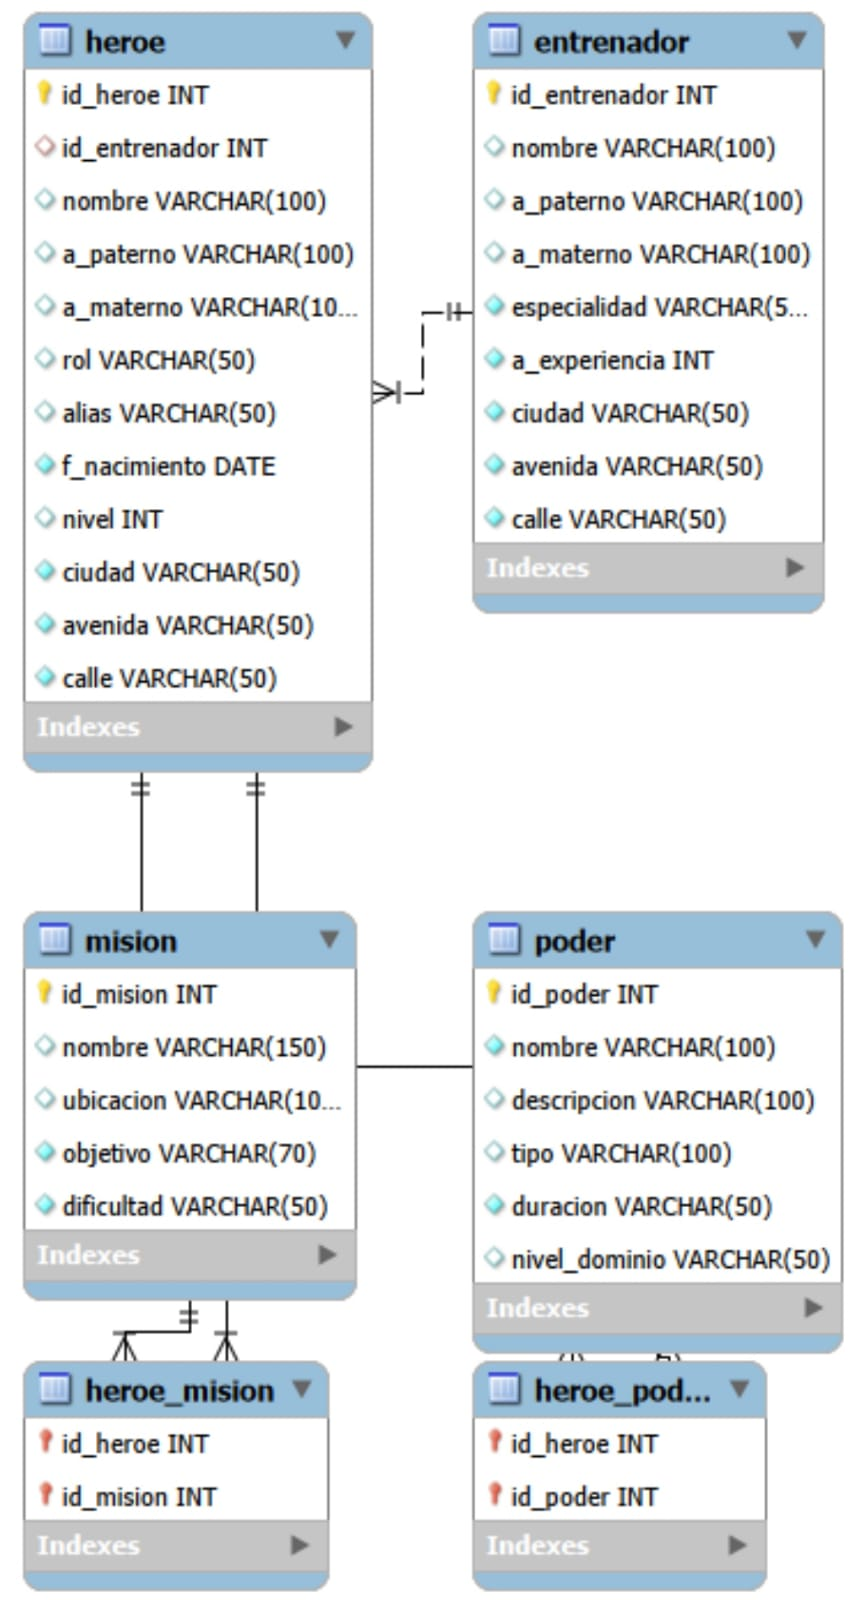 heroe
id_heroe INT
id_entrenador INT
nombre VARCHAR(100)
a_paterno VARCHAR(100)
a_materno VARCHAR(10...
rol VARCHAR(50)
alias VARCHAR(50)
f_nacimiento DATE
nivel INT
ciudad VARCHAR(50)
avenida VARCHAR(50)
calle VARCHAR(50)
Indexes
entrenador
id_entrenador INT
nombre VARCHAR(100)
a_paterno VARCHAR(100)
a_materno VARCHAR(100)
especialidad VARCHAR(5...
a_experiencia INT
ciudad VARCHAR(50)
avenida VARCHAR(50)
calle VARCHAR(50)
Indexes
mision
id_mision INT
nombre VARCHAR(150)
ubicacion VARCHAR(10...
objetivo VARCHAR(70)
dificultad VARCHAR(50)
Indexes
poder
id_poder INT
nombre VARCHAR(100)
descripcion VARCHAR(100)
tipo VARCHAR(100)
duracion VARCHAR(50)
nivel_dominio VARCHAR(50)
Indexes
heroe_mision
id_heroe INT
id_mision INT
Indexes
heroe_pod...
id_heroe INT
id_poder INT
Indexes